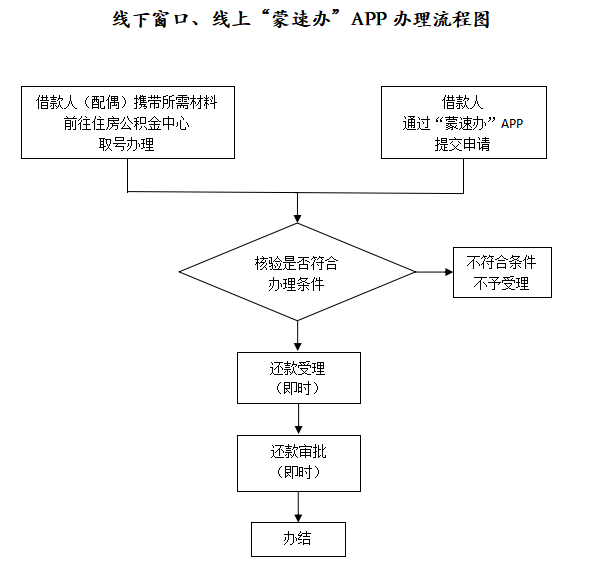 线下窗口、线上“蒙速办”APP 办理流程图
借款人（配偶）携带所需材料
前往住房公积金中心
取号办理
借款人
通过“蒙速办”APP
提交申请
核验是否符合
办理条件
不符合条件
不予受理
还款受理
（即时）
还款审批
（即时）
办结